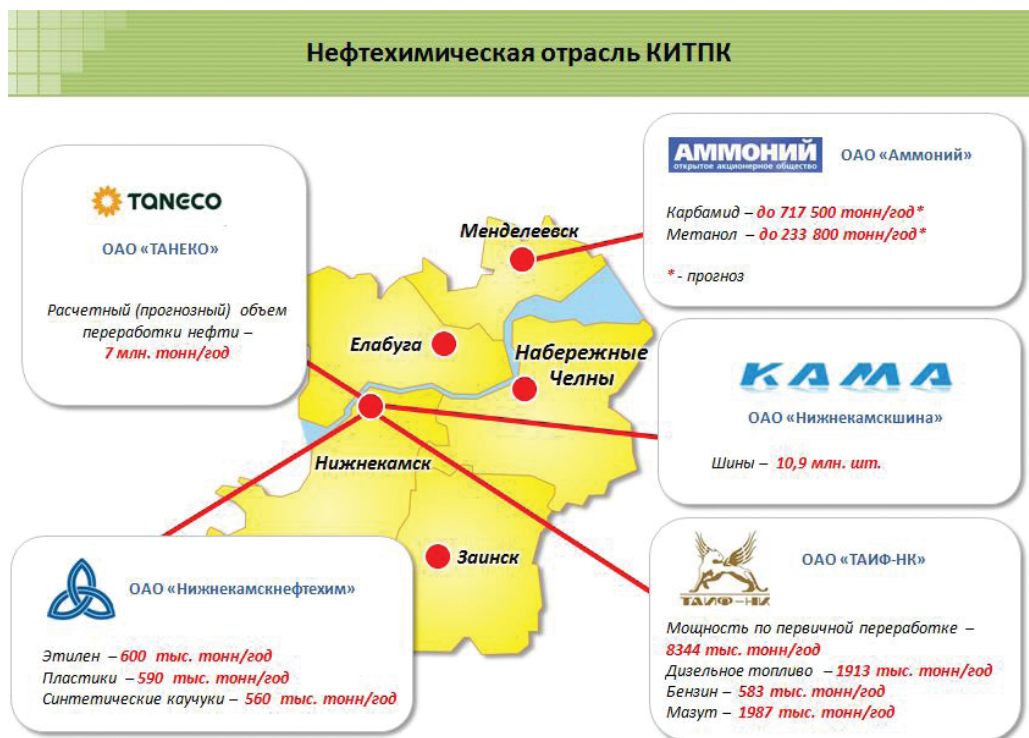 Нефтехимическая отрасль КИТПК
TANECO
ОАО «ТАНЕКО»
Расчетный (прогнозный) объем
переработки нефти –
7 млн. тонн/год
АММОНИЙ
открытое акционерное общество
ОАО «Аммоний»
Карбамид – до 717 500 тонн/год*
Метанол – до 233 800 тонн/год*
* - прогноз
Менделеевск
Елабуга
Набережные
Челны
Нижнекамск
Заинск
КАМА
ОАО «Нижнекамскшина»
Шины – 10,9 млн. шт.
ОАО «Нижнекамскнефтехим»
Этилен – 600 тыс. тонн/год
Пластики – 590 тыс. тонн/год
Синтетические каучуки – 560 тыс. тонн/год
ТАИФ-НК
ОАО «ТАИФ-НК»
Мощность по первичной переработке –
8344 тыс. тонн/год
Дизельное топливо – 1913 тыс. тонн/год
Бензин – 583 тыс. тонн/год
Мазут – 1987 тыс. тонн/год